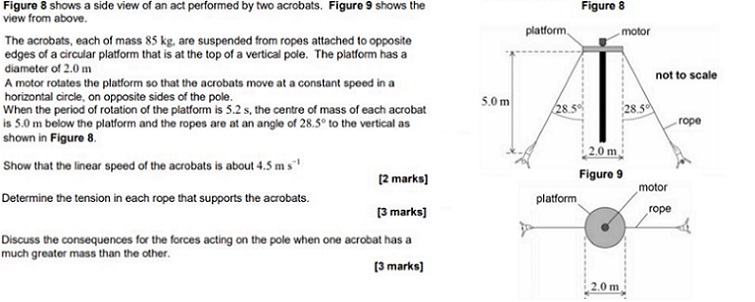 Figure 8 shows a side view of an act performed by two acrobats. Figure 9 shows the
view from above.
The acrobats, each of mass 85 kg, are suspended from ropes attached to opposite
edges of a circular platform that is at the top of a vertical pole. The platform has a
diameter of 2.0 m
A motor rotates the platform so that the acrobats move at a constant speed in a
horizontal circle, on opposite sides of the pole.
When the period of rotation of the platform is 5.2 s, the centre of mass of each acrobat
is 5.0 m below the platform and the ropes are at an angle of 28.5° to the vertical as
shown in Figure 8.
Show that the linear speed of the acrobats is about 4.5 m s⁻¹
[2 marks]
Determine the tension in each rope that supports the acrobats.
[3 marks]
Discuss the consequences for the forces acting on the pole when one acrobat has a
much greater mass than the other.
[3 marks]
Figure 8
platform
motor
not to scale
5.0 m
28.5°
28.5°
rope
2.0 m
Figure 9
motor
platform
rope
2.0 m